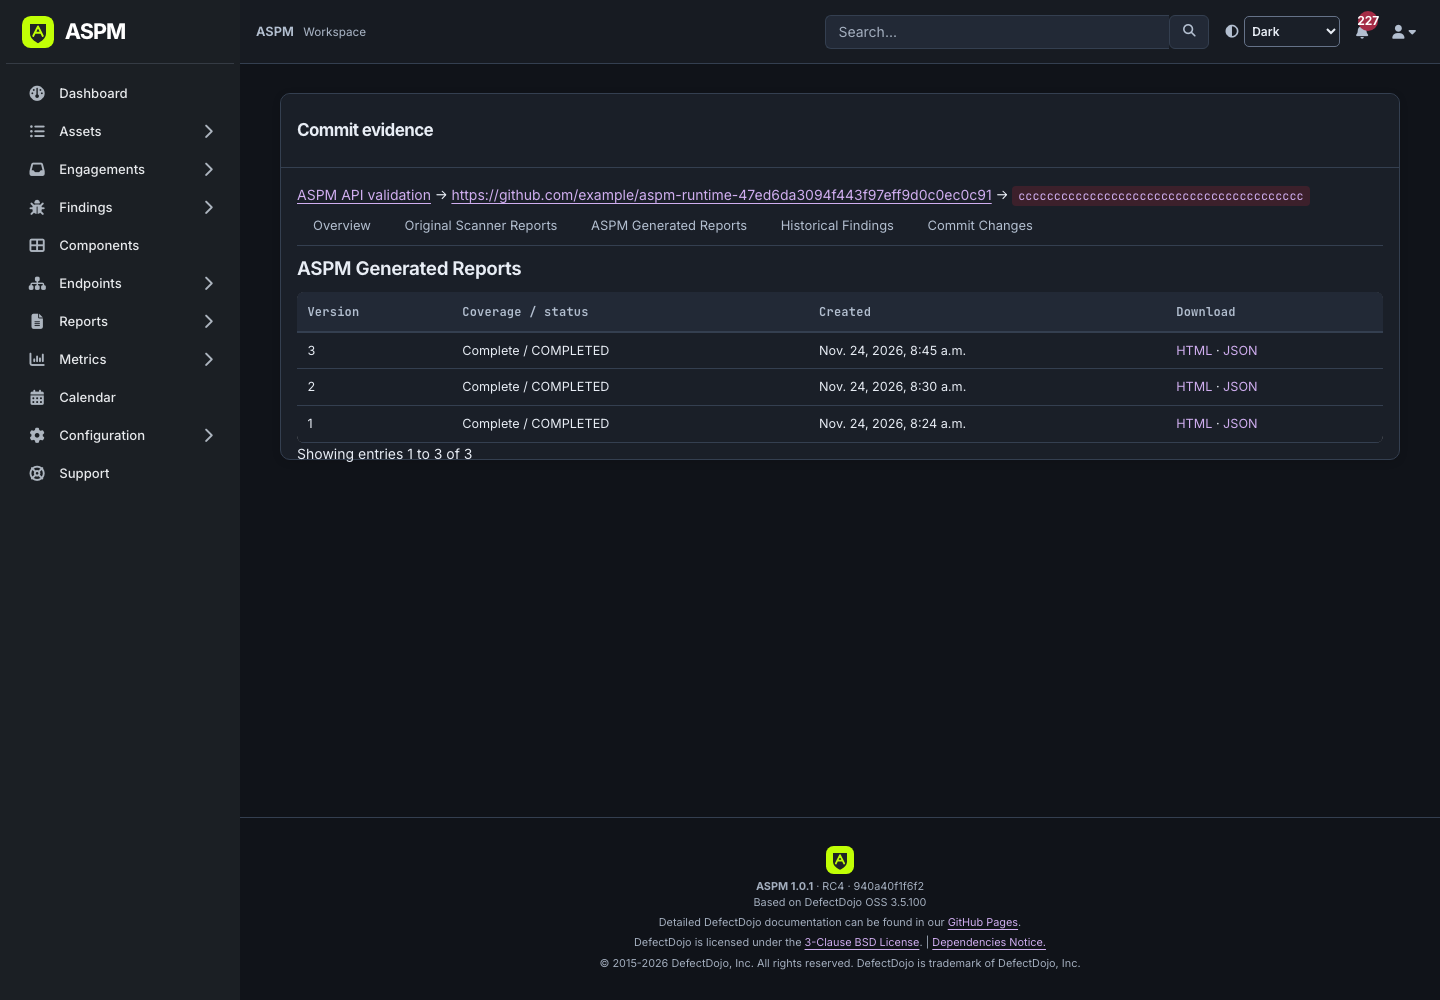 ASPM
ASPM Workspace
Search...
Dark
227
Dashboard
Assets
Engagements
Findings
Components
Endpoints
Reports
Metrics
Calendar
Configuration
Support
Commit evidence
ASPM API validation → https://github.com/example/aspm-runtime-47ed6da3094f443f97eff9d0c0ec0c91 → cccccccccccccccccccccccccccccccccccccccc
Overview Original Scanner Reports ASPM Generated Reports Historical Findings Commit Changes
ASPM Generated Reports
Version Coverage / status Created Download
3 Complete / COMPLETED Nov. 24, 2026, 8:45 a.m. HTML · JSON
2 Complete / COMPLETED Nov. 24, 2026, 8:30 a.m. HTML · JSON
1 Complete / COMPLETED Nov. 24, 2026, 8:24 a.m. HTML · JSON
Showing entries 1 to 3 of 3
ASPM 1.0.1 · RC4 · 940a40f1f6f2
Based on DefectDojo OSS 3.5.100
Detailed DefectDojo documentation can be found in our GitHub Pages.
DefectDojo is licensed under the 3-Clause BSD License. | Dependencies Notice.
© 2015-2026 DefectDojo, Inc. All rights reserved. DefectDojo is trademark of DefectDojo, Inc.